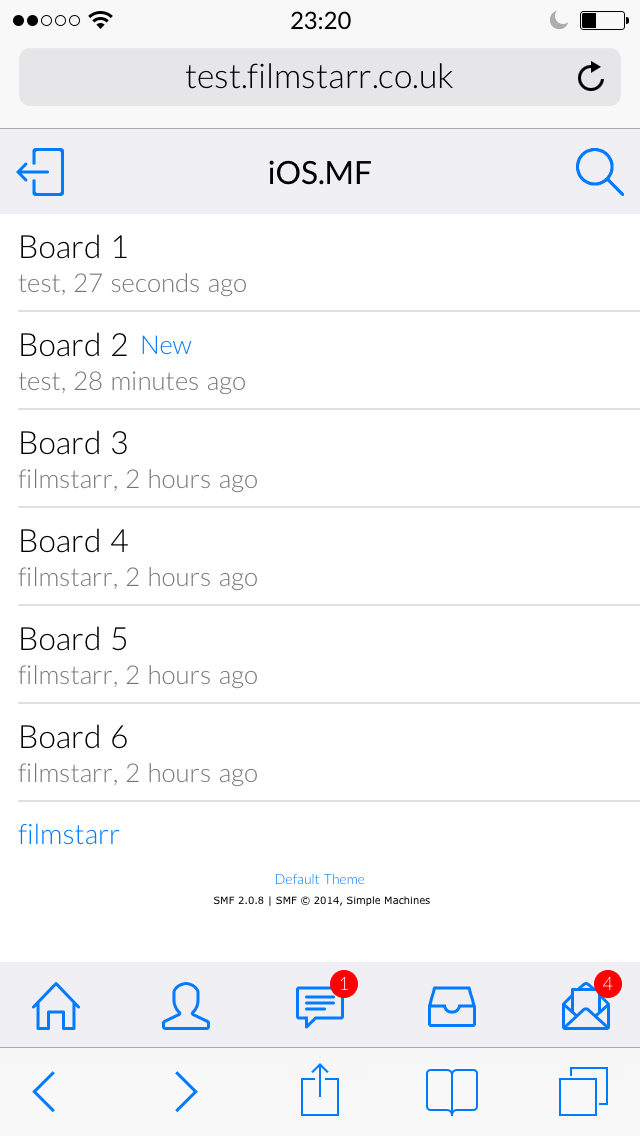 23:20
test.filmstarr.co.uk
iOS.MF
Board 1
test, 27 seconds ago
Board 2 New
test, 28 minutes ago
Board 3
filmstarr, 2 hours ago
Board 4
filmstarr, 2 hours ago
Board 5
filmstarr, 2 hours ago
Board 6
filmstarr, 2 hours ago
filmstarr
Default Theme
SMF 2.0.8 | SMF © 2014, Simple Machines
1
4